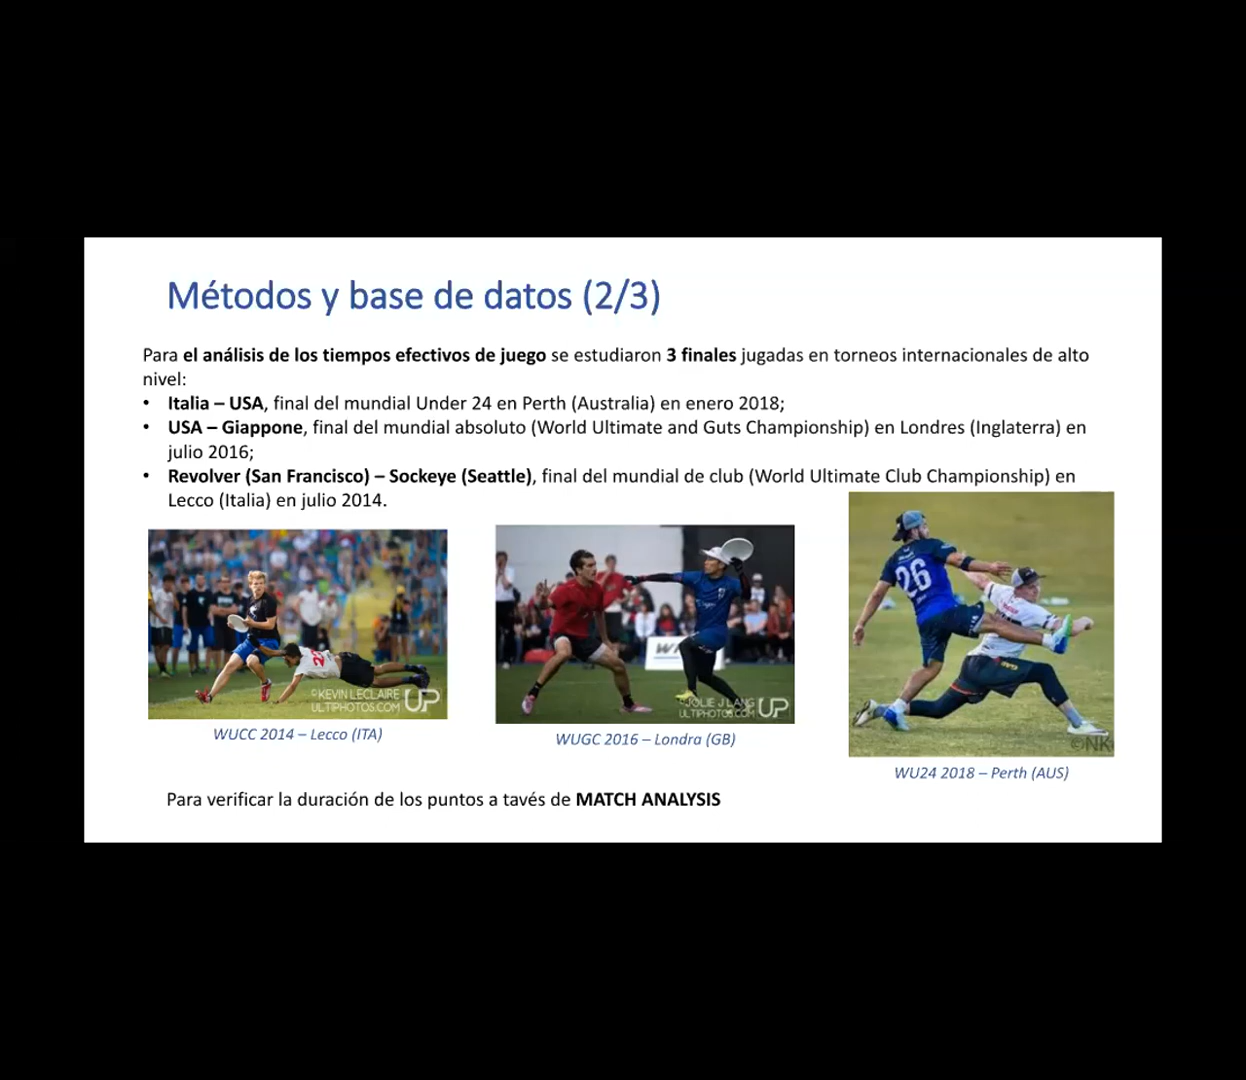 Métodos y base de datos (2/3)
Para el análisis de los tiempos efectivos de juego se estudiaron 3 finales jugadas en torneos internacionales de alto
nivel:
• Italia – USA, final del mundial Under 24 en Perth (Australia) en enero 2018;
• USA – Giappone, final del mundial absoluto (World Ultimate and Guts Championship) en Londres (Inglaterra) en
julio 2016;
• Revolver (San Francisco) – Sockeye (Seattle), final del mundial de club (World Ultimate Club Championship) en
Lecco (Italia) en julio 2014.
26
©KEVIN LECLAIRE
ULTIPHOTOS.COM UP
©JOLIE J LANG
ULTIPHOTOS.COM UP
©NK
WUCC 2014 – Lecco (ITA)
WUGC 2016 – Londra (GB)
WU24 2018 – Perth (AUS)
Para verificar la duración de los puntos a tavés de MATCH ANALYSIS